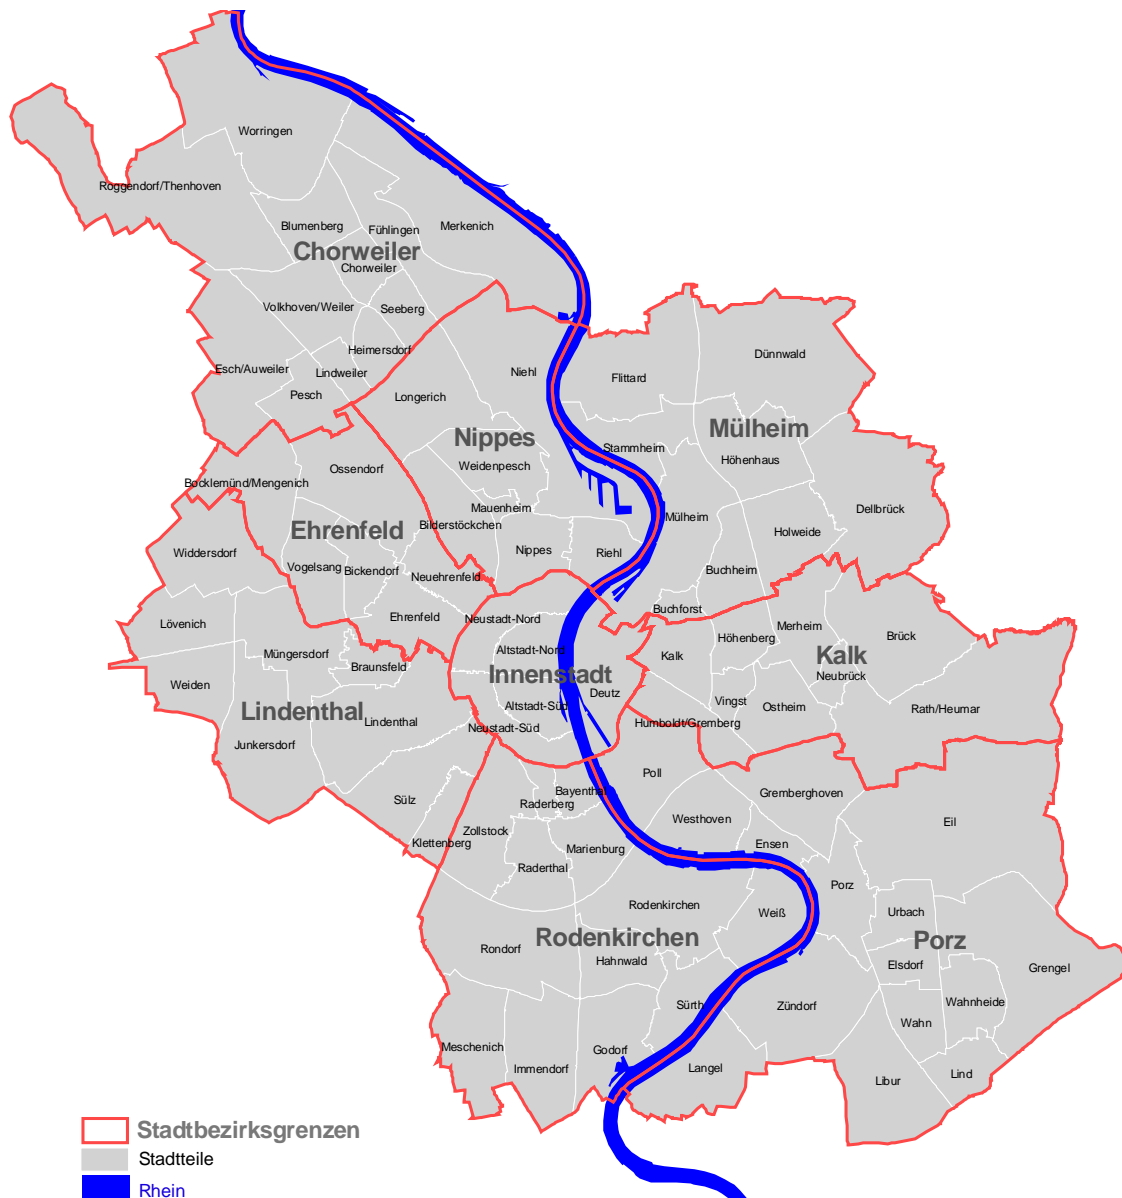 Worringen
Roggendorf/Thenhoven
Blumenberg
Fühlingen
Merkenich
Chorweiler
Chorweiler
Volkhoven/Weiler
Seeberg
Heimersdorf
Esch/Auweiler
Lindweiler
Pesch
Niehl
Longerich
Nippes
Weidenpesch
Mauenheim
Bilderstöckchen
Nippes
Riehl
Flittard
Dünnwald
Mülheim
Stammheim
Höhenhaus
Mülheim
Dellbrück
Holweide
Buchheim
Buchforst
Ossendorf
Bocklemünd/Mengenich
Ehrenfeld
Vogelsang
Bickendorf
Neuehrenfeld
Ehrenfeld
Widdersdorf
Lövenich
Müngersdorf
Braunsfeld
Weiden
Lindenthal
Lindenthal
Junkersdorf
Sülz
Klettenberg
Neustadt-Nord
Altstadt-Nord
Innenstadt
Deutz
Altstadt-Süd
Neustadt-Süd
Kalk
Höhenberg
Merheim
Brück
Kalk
Neubrück
Vingst
Ostheim
Rath/Heumar
Humboldt/Gremberg
Poll
Gremberghoven
Westhoven
Ensen
Eil
Porz
Urbach
Porz
Elsdorf
Grengel
Wahnheide
Wahn
Zündorf
Lind
Libur
Langel
Bayenthal
Raderberg
Zollstock
Marienburg
Raderthal
Rodenkirchen
Weiß
Rodenkirchen
Rondorf
Hahnwald
Sürth
Meschenich
Godorf
Immendorf
Stadtbezirksgrenzen
Stadtteile
Rhein